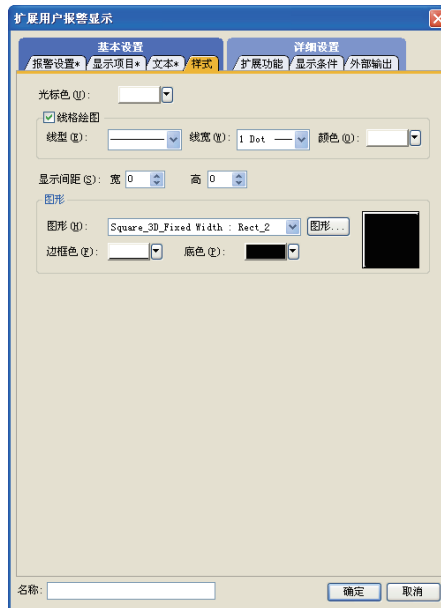 扩展用户报警显示
基本设置 详细设置
报警设置* 显示项目* 文本* 样式 扩展功能 显示条件 外部输出
光标色(U):
线格绘图
线型(E): 线宽(W): 1 Dot 颜色(O):
显示间距(S): 宽 0 高 0
图形
图形(H): Square_3D_Fixed Width : Rect_2 图形...
边框色(F): 底色(P):
名称:
确定 取消